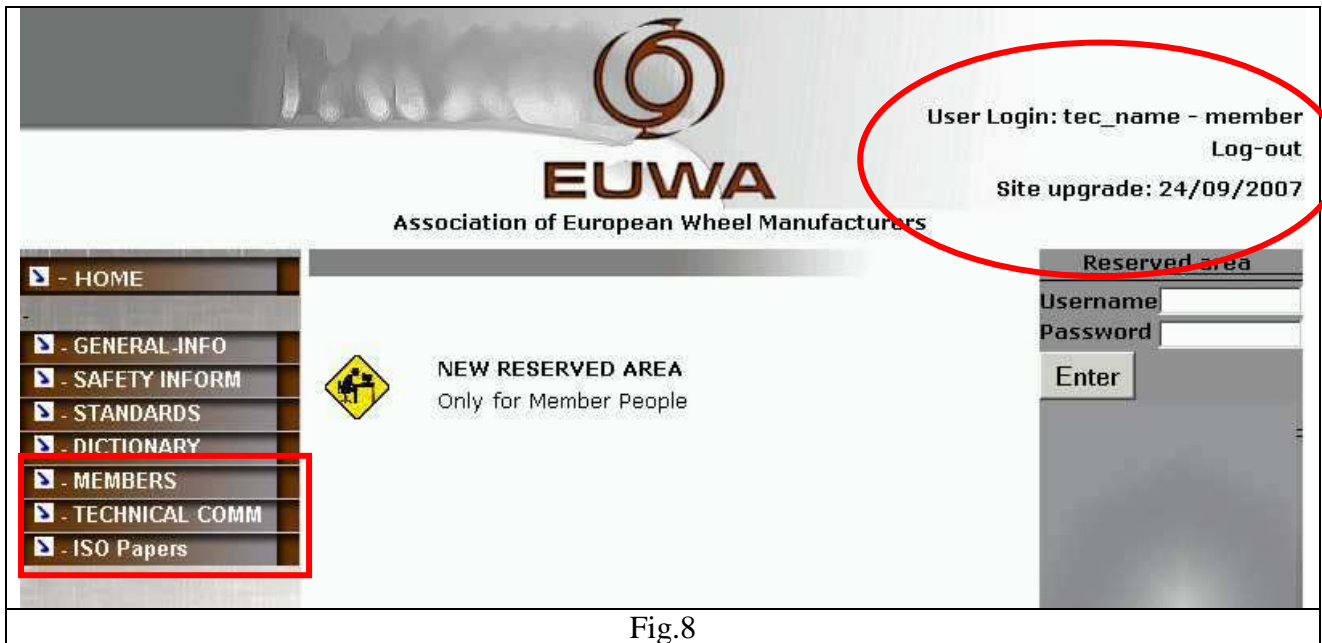 User Login: tec_name - member
Log-out
Site upgrade: 24/09/2007
EUWA
Association of European Wheel Manufacturers
- HOME
-
- GENERAL-INFO
- SAFETY INFORM
- STANDARDS
- DICTIONARY
- MEMBERS
- TECHNICAL COMM
- ISO Papers
NEW RESERVED AREA
Only for Member People
Reserved area
Username
Password
Enter
Fig.8